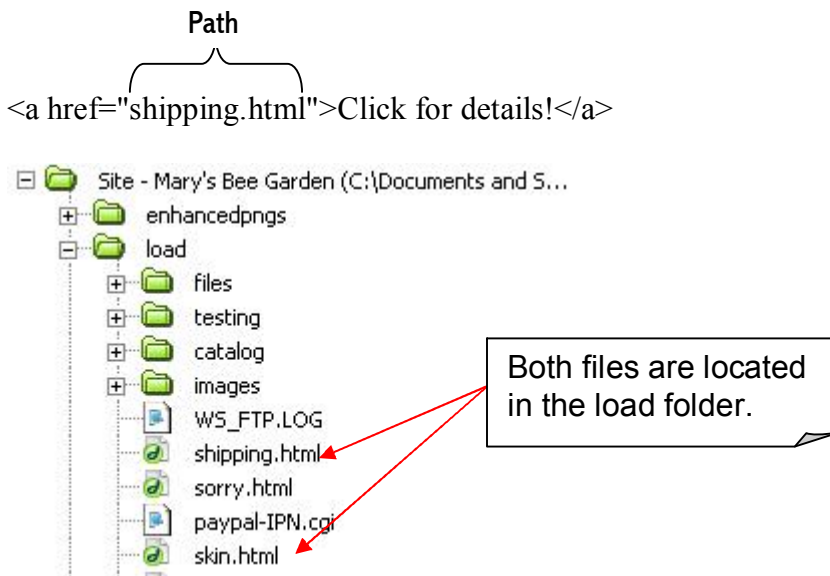 Path
<a href="shipping.html">Click for details!</a>
Site - Mary's Bee Garden (C:\Documents and S...
enhancedpngs
load
files
testing
catalog
images
WS_FTP.LOG
shipping.html
sorry.html
paypal-IPN.cgi
skin.html
Both files are located
in the load folder.